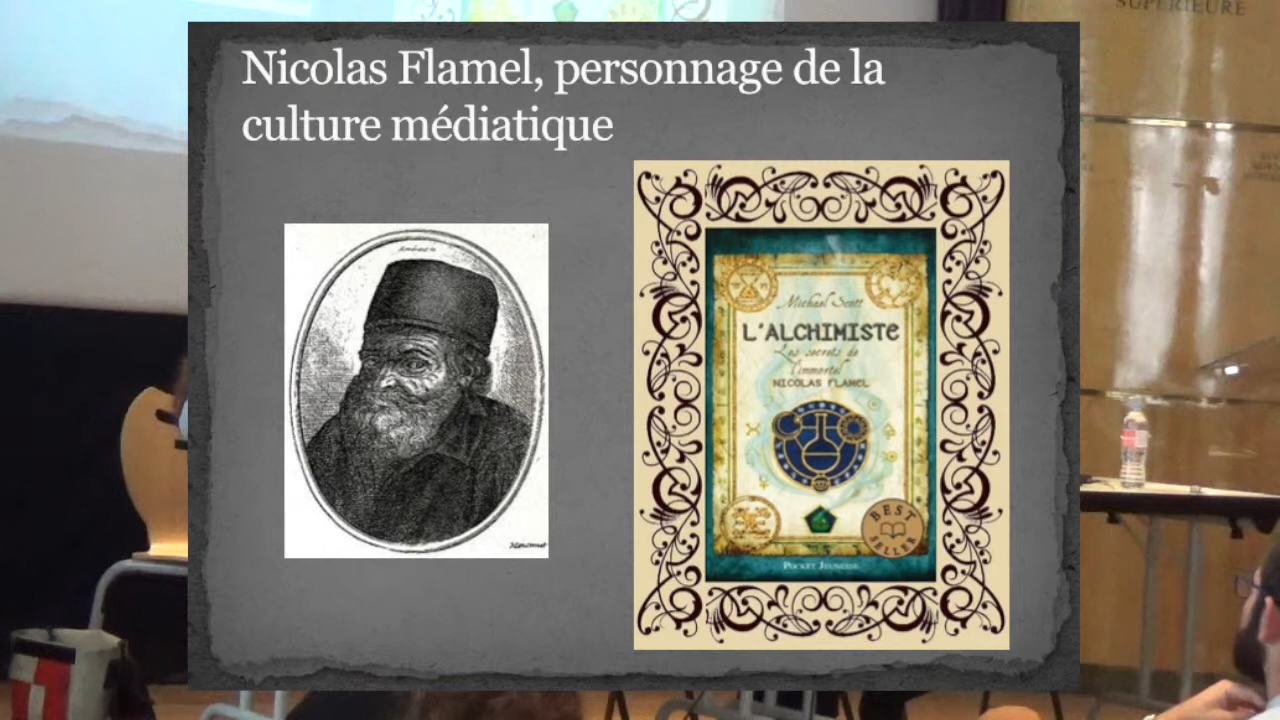 SUPERIEURE
Nicolas Flamel, personnage de la
culture médiatique
Michael Scott
L'ALCHIMISTE
Les secrets de
l'immortel
NICOLAS FLAMEL
BEST
SELLER
POCKET JEUNESSE